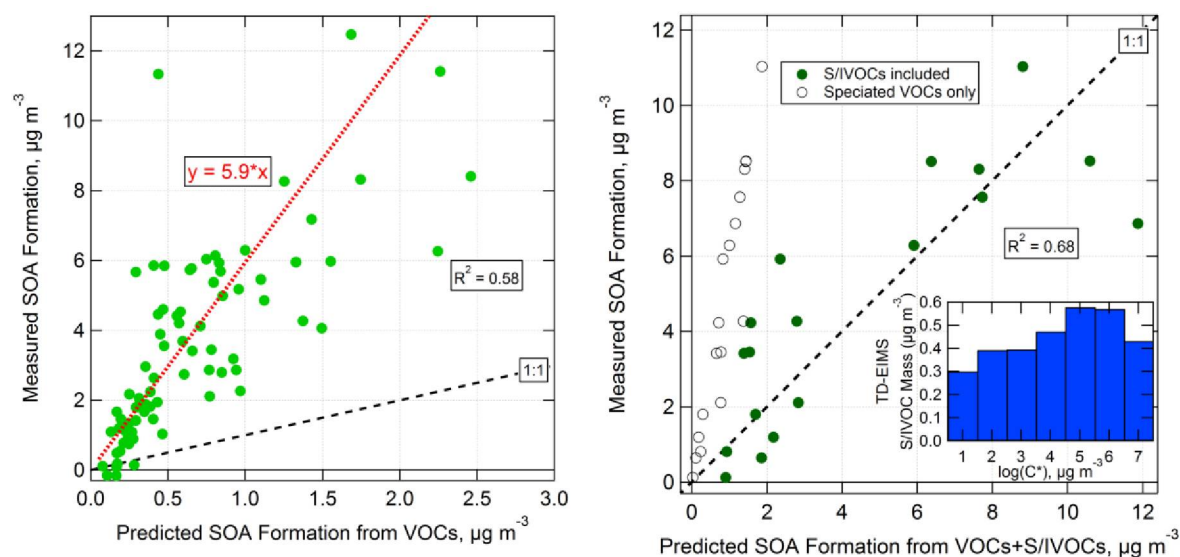 12
10
8
6
4
2
0
Measured SOA Formation, µg m⁻³
y = 5.9*x
R² = 0.58
1:1
0.0 0.5 1.0 1.5 2.0 2.5 3.0
Predicted SOA Formation from VOCs, µg m⁻³
12
10
8
6
4
2
0
Measured SOA Formation, µg m⁻³
1:1
S/IVOCs included
Speciated VOCs only
R² = 0.68
0.6
0.5
0.4
0.3
0.2
0.1
0.0
TD-EIMS
S/IVOC Mass (µg m⁻³)
1 2 3 4 5 6 7
log(C*), µg m⁻³
0 2 4 6 8 10 12
Predicted SOA Formation from VOCs+S/IVOCs, µg m⁻³